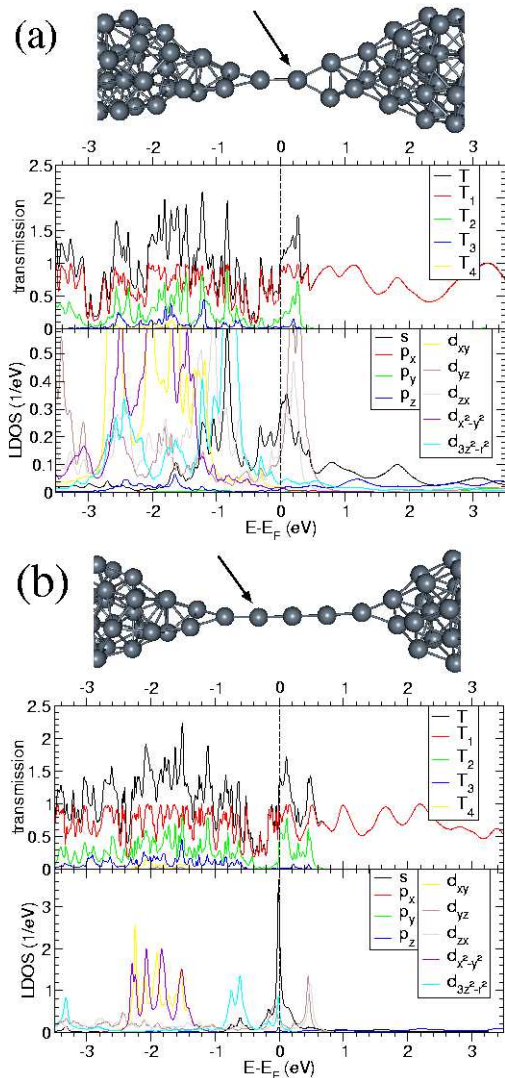 (a)
-3 -2 -1 0 1 2 3
2.5
2
1.5
1
0.5
0
transmission
T
T1
T2
T3
T4
0.5
0.4
0.3
0.2
0.1
0
LDOS (1/eV)
s
px
py
pz
dxy
dyz
dzx
dx²-y²
d3z²-r²
-3 -2 -1 0 1 2 3
E-EF (eV)
(b)
-3 -2 -1 0 1 2 3
2.5
2
1.5
1
0.5
0
transmission
T
T1
T2
T3
T4
3
2
1
0
LDOS (1/eV)
s
px
py
pz
dxy
dyz
dzx
dx²-y²
d3z²-r²
-3 -2 -1 0 1 2 3
E-EF (eV)